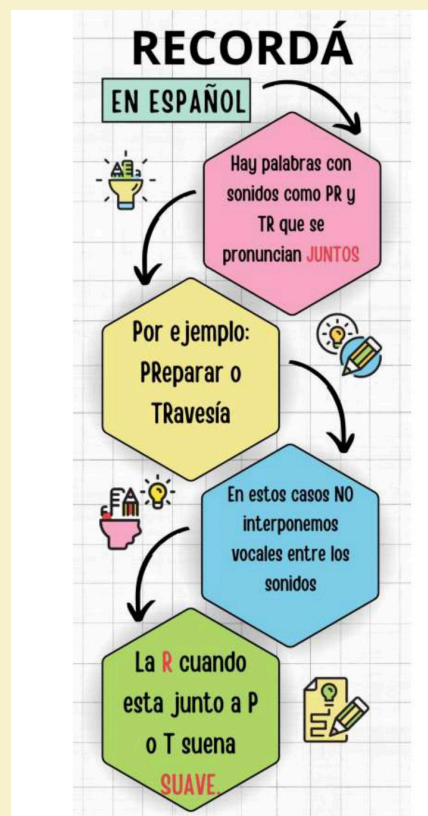 RECORDÁ
EN ESPAÑOL
Hay palabras con
sonidos como PR y
TR que se
pronuncian JUNTOS
Por ejemplo:
PReparar o
TRavesía
En estos casos NO
interponemos
vocales entre los
sonidos
La R cuando
esta junto a P
o T suena
SUAVE.